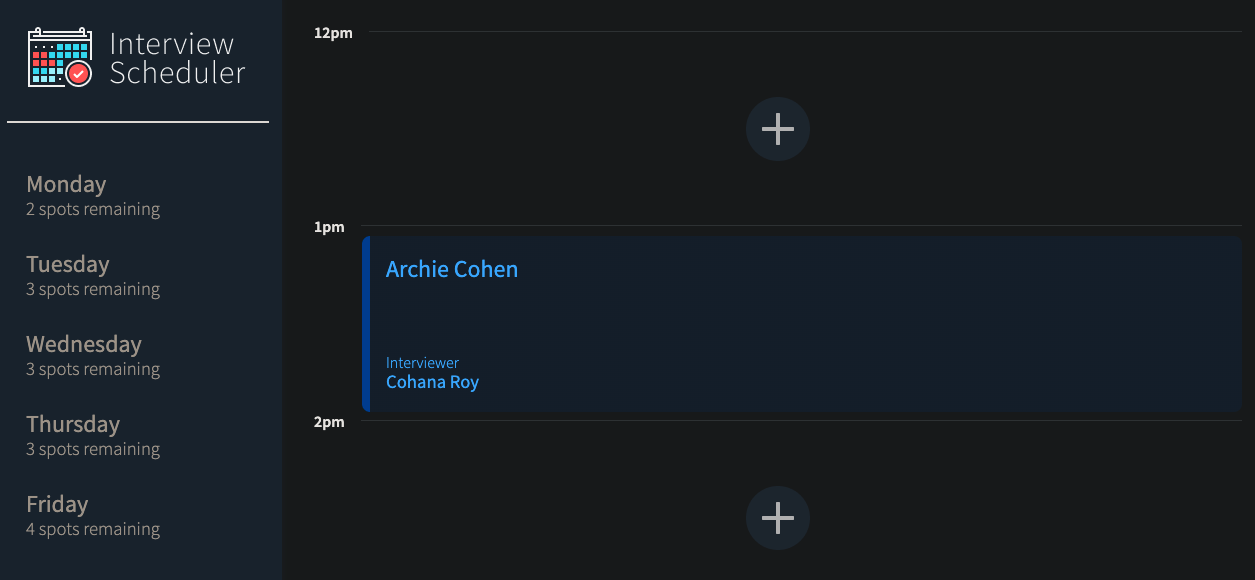 Interview
Scheduler
Monday
2 spots remaining
Tuesday
3 spots remaining
Wednesday
3 spots remaining
Thursday
3 spots remaining
Friday
4 spots remaining
12pm
1pm
Archie Cohen
Interviewer
Cohana Roy
2pm